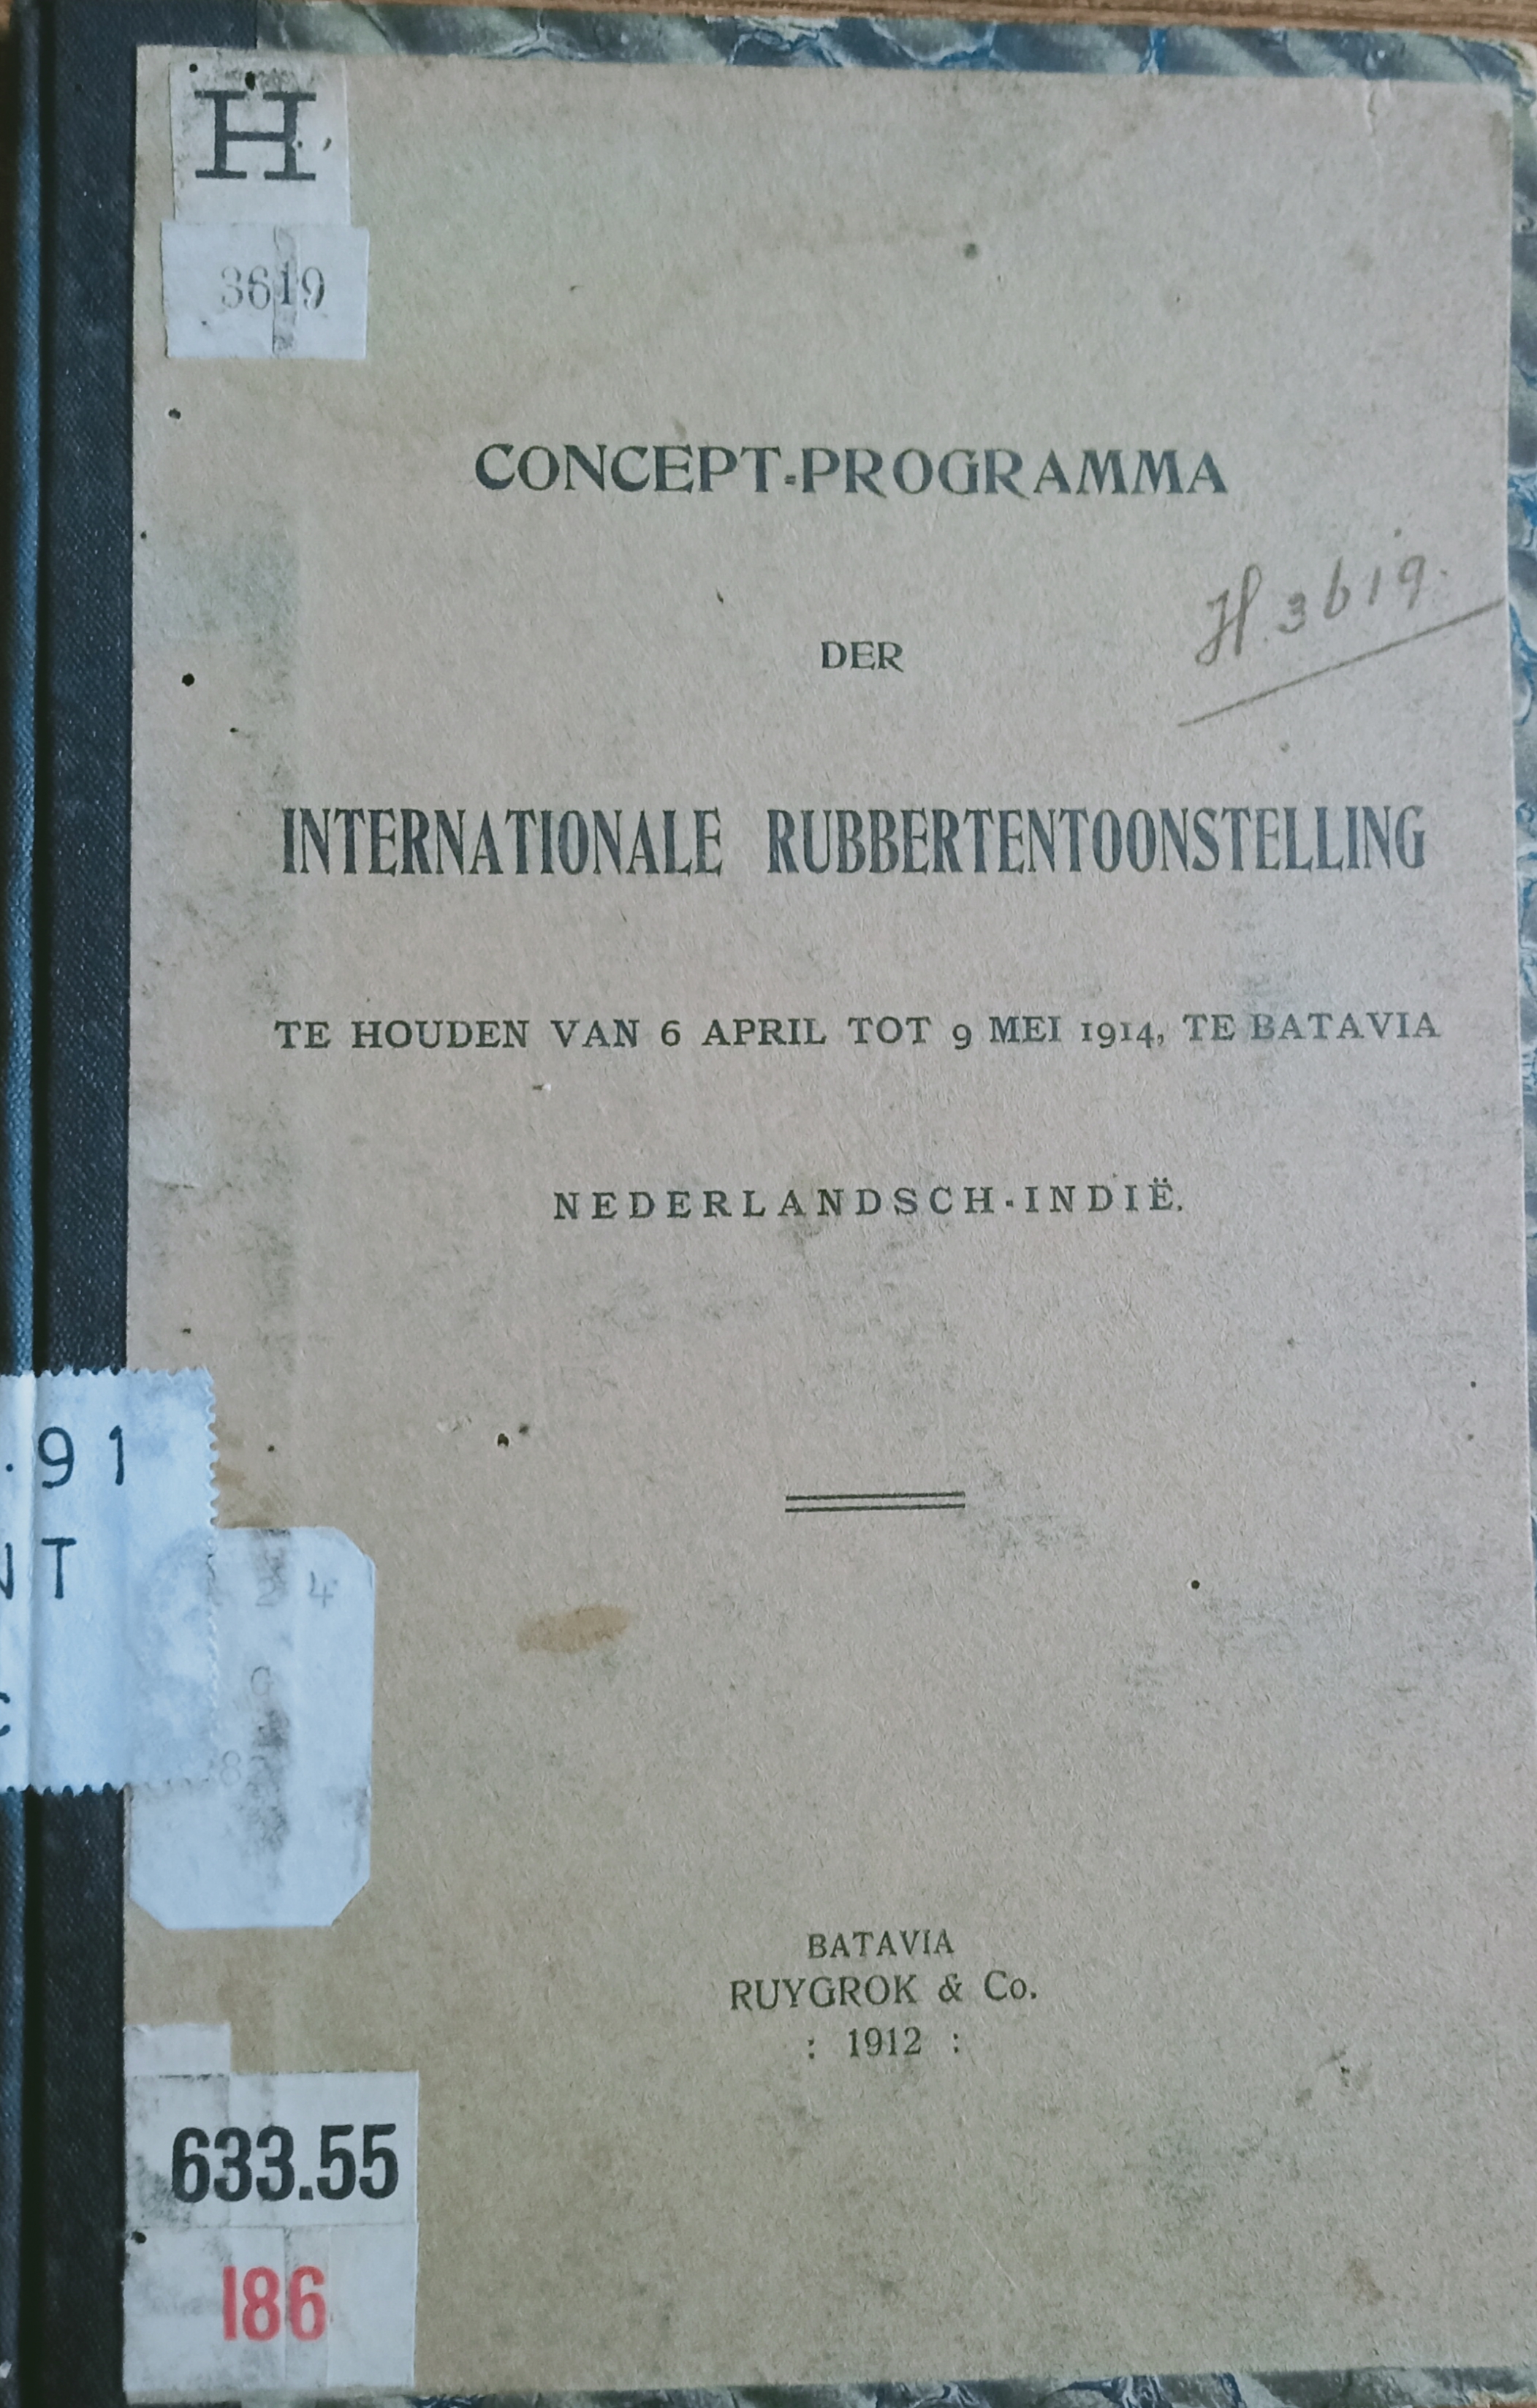 H
3619
CONCEPT-PROGRAMMA
H. 3619.
DER
INTERNATIONALE RUBBERTENTOONSTELLING
TE HOUDEN VAN 6 APRIL TOT 9 MEI 1914, TE BATAVIA
NEDERLANDSCH-INDIË.
.91
NT
4
BATAVIA
RUYGROK & Co.
: 1912 :
633.55
186